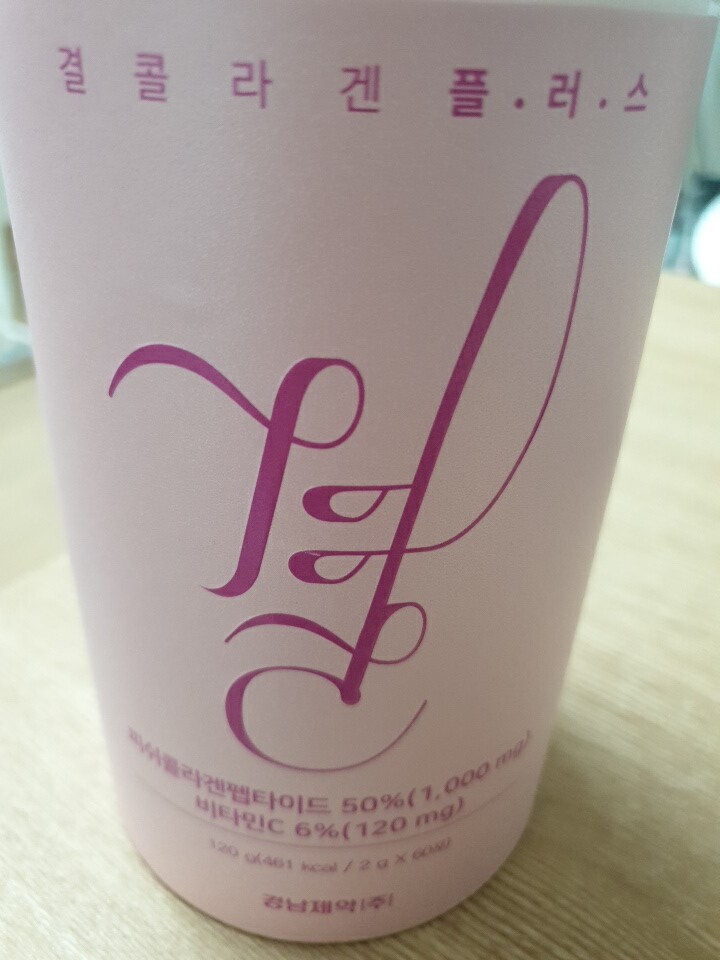 결콜라겐플.러.스
결
피쉬콜라겐펩타이드 50%(1,000 mg)
비타민C 6%(120 mg)
120 g(461 kcal / 2 g X 60포)
경남제약(주)